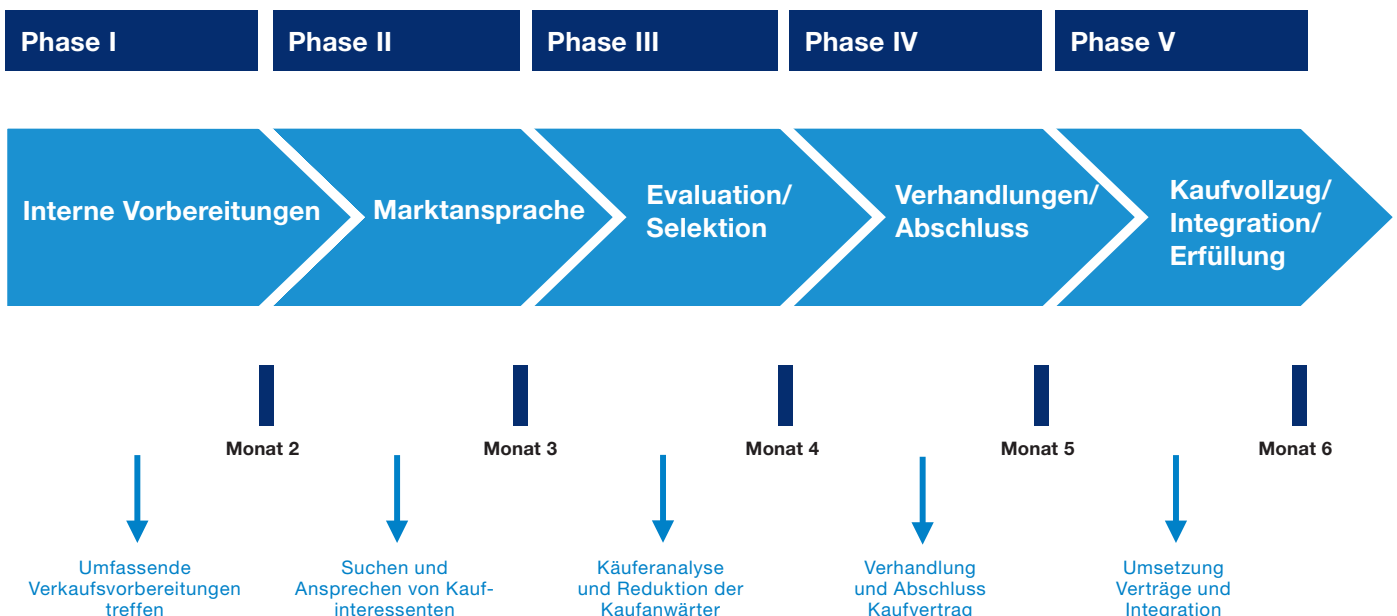 Phase I
Phase II
Phase III
Phase IV
Phase V
Interne Vorbereitungen
Marktansprache
Evaluation/
Selektion
Verhandlungen/
Abschluss
Kaufvollzug/
Integration/
Erfüllung
Monat 2
Monat 3
Monat 4
Monat 5
Monat 6
Umfassende
Verkaufsvorbereitungen
treffen
Suchen und
Ansprechen von Kauf-
interessenten
Käuferanalyse
und Reduktion der
Kaufanwärter
Verhandlung
und Abschluss
Kaufvertrag
Umsetzung
Verträge und
Integration